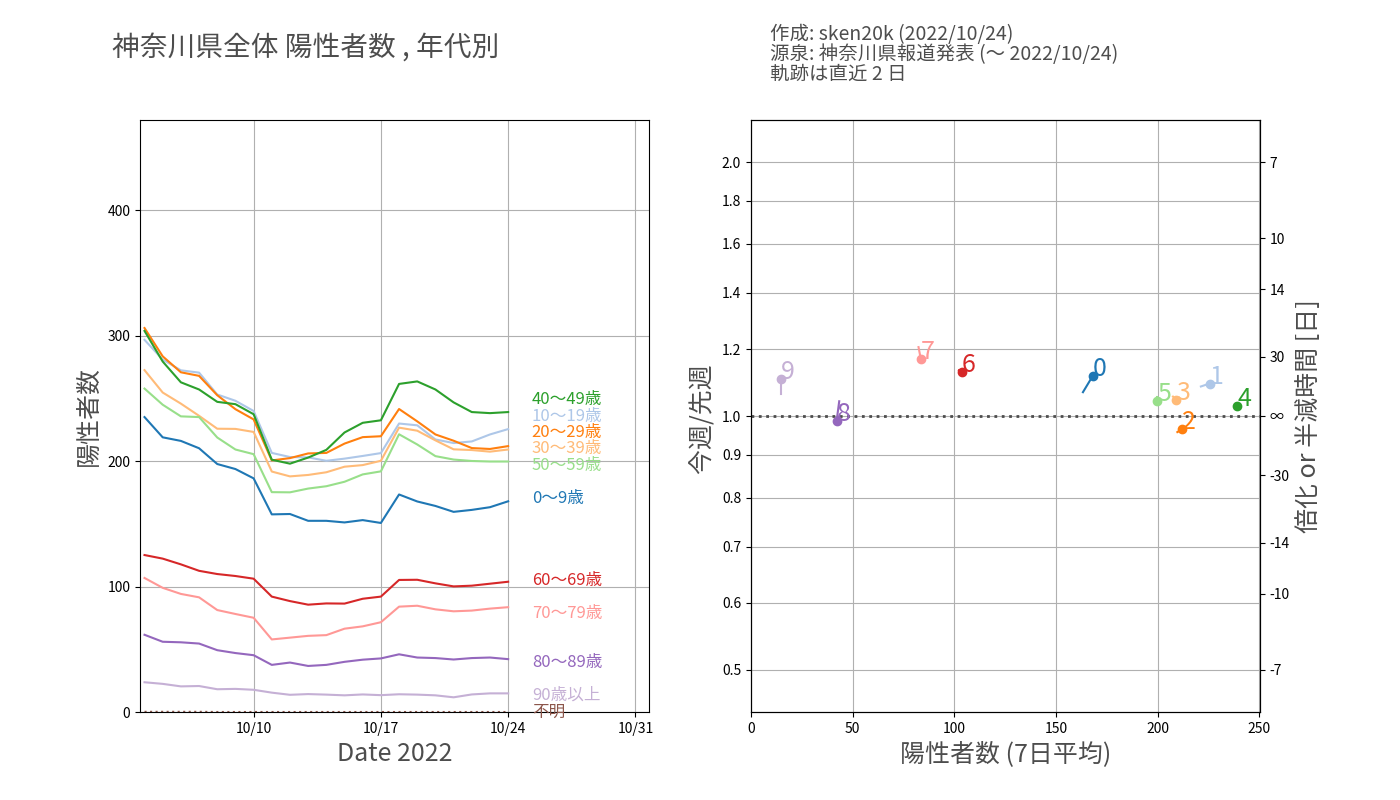 神奈川県全体 陽性者数 , 年代別
作成: sken20k (2022/10/24)
源泉: 神奈川県報道発表 (〜 2022/10/24)
軌跡は直近 2 日
陽性者数
400
300
200
100
0
10/10
10/17
10/24
10/31
Date 2022
40〜49歳
10〜19歳
20〜29歳
30〜39歳
50〜59歳
0〜9歳
60〜69歳
70〜79歳
80〜89歳
90歳以上
不明
今週/先週
2.0
1.8
1.6
1.4
1.2
1.0
0.9
0.8
0.7
0.6
0.5
9
8
7
6
0
5
3
2
1
4
0
50
100
150
200
250
陽性者数 (7日平均)
7
10
14
30
∞
-30
-14
-10
-7
倍化 or 半減時間 [日]